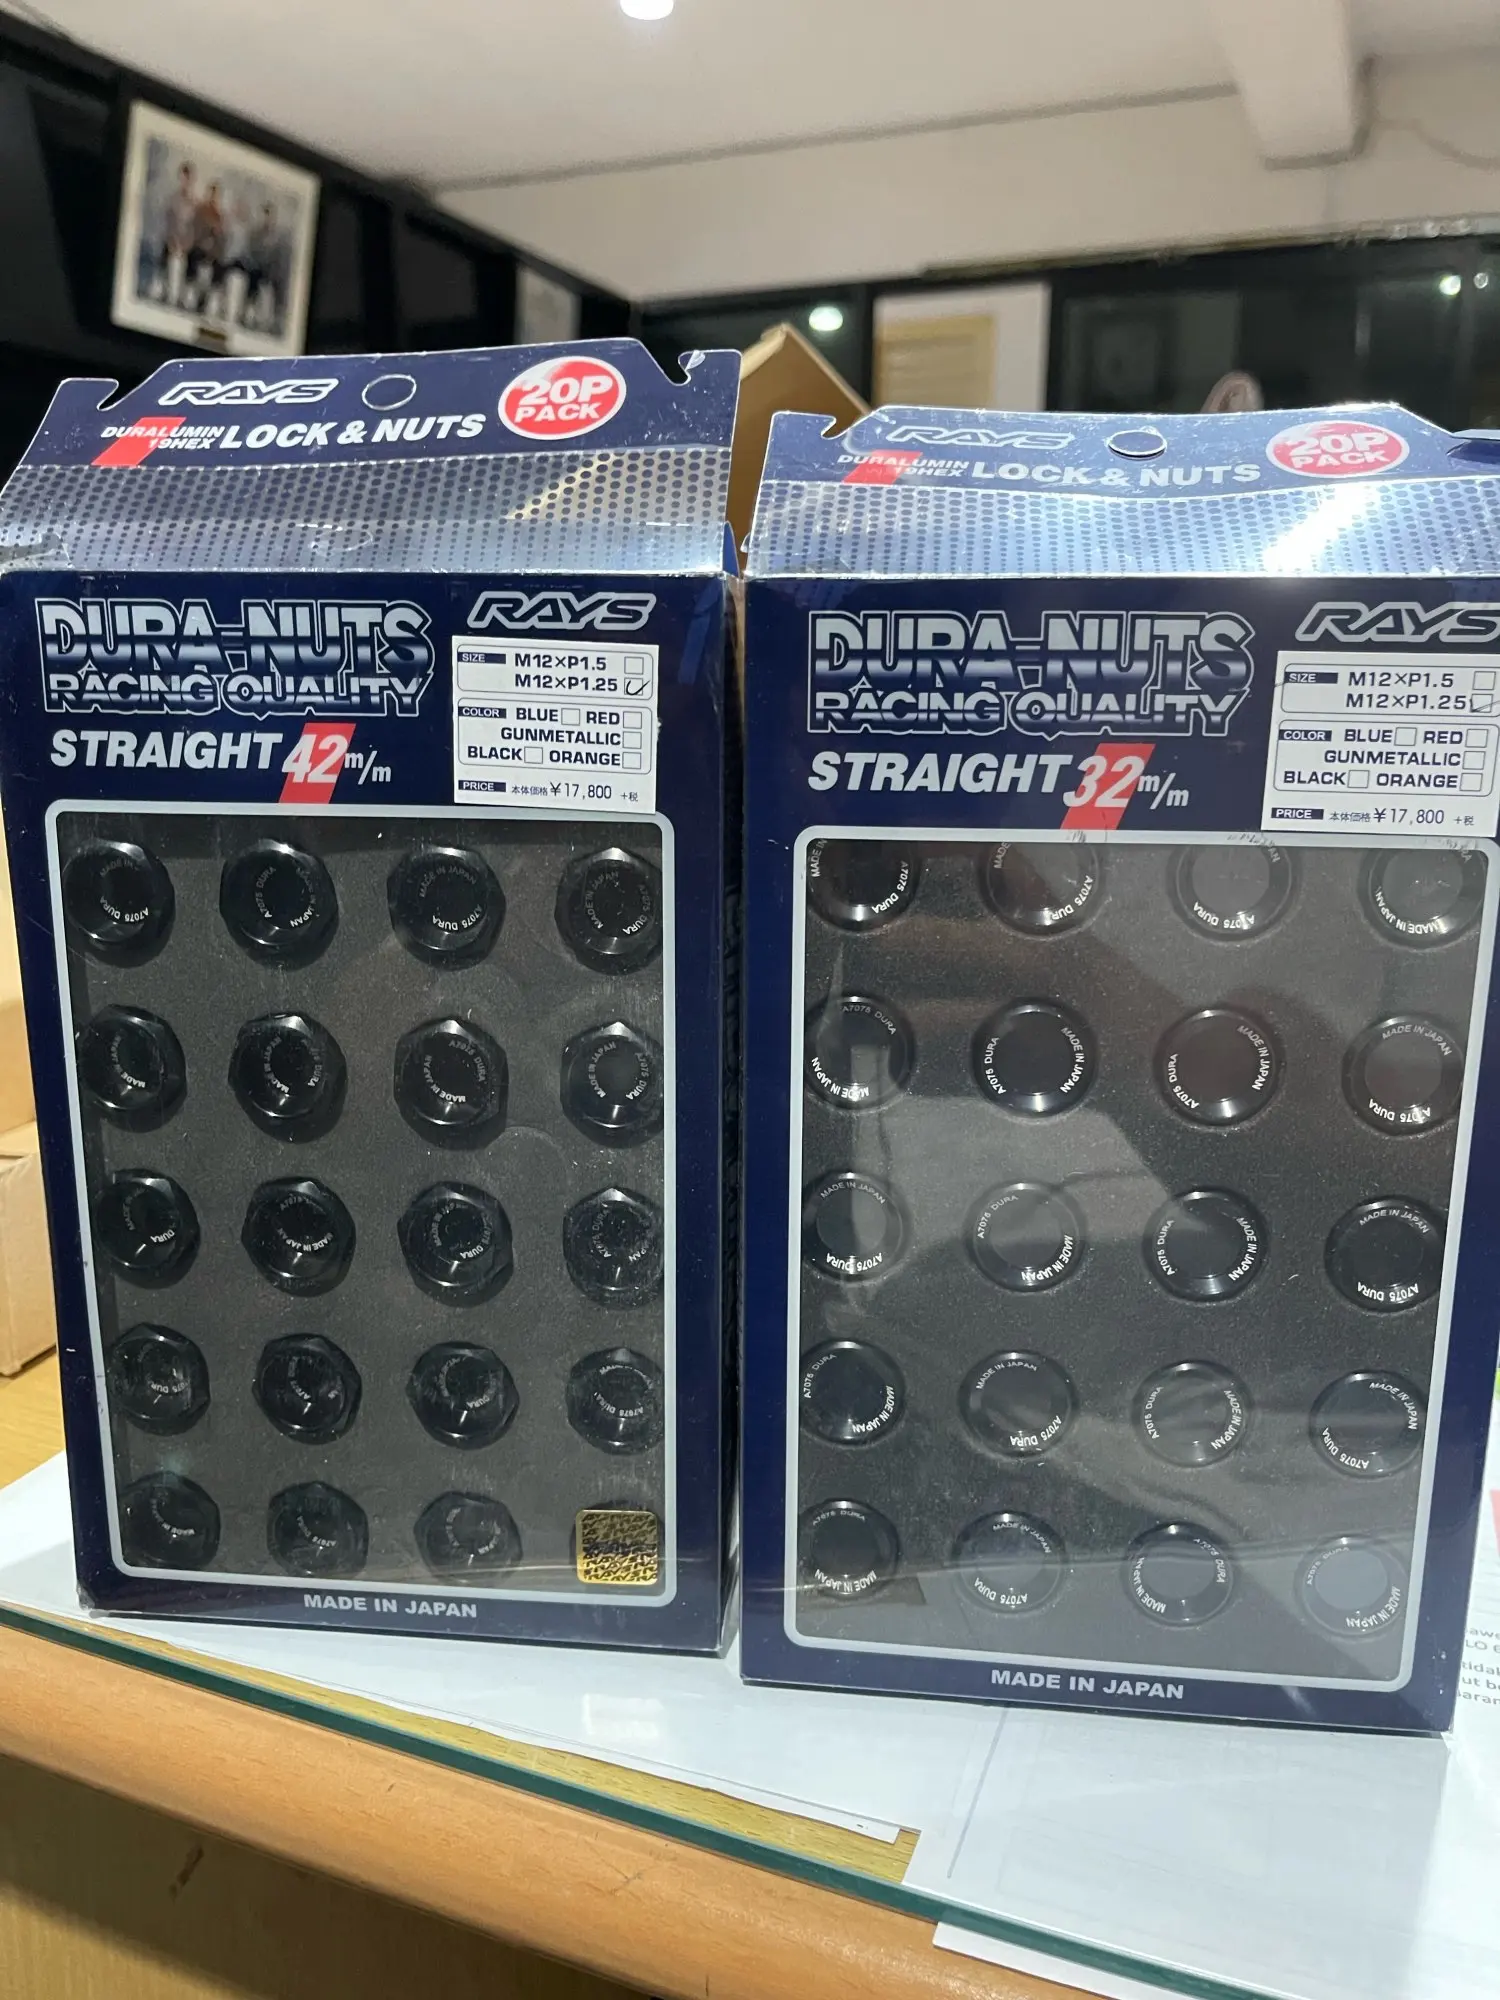 RAYS
DURALUMIN
19HEX LOCK & NUTS
20P
PACK
DURA-NUTS
RACING QUALITY
STRAIGHT 42 m/m
RAYS
SIZE M12×P1.5
M12×P1.25
COLOR BLUE RED
GUNMETALLIC
BLACK ORANGE
PRICE 本体価格 ¥17,800 +税
MADE IN JAPAN A7075 DURA
MADE IN JAPAN
RAYS
DURALUMIN
19HEX LOCK & NUTS
20P
PACK
DURA-NUTS
RACING QUALITY
STRAIGHT 32 m/m
RAYS
SIZE M12×P1.5
M12×P1.25
COLOR BLUE RED
GUNMETALLIC
BLACK ORANGE
PRICE 本体価格 ¥17,800 +税
MADE IN JAPAN A7075 DURA
MADE IN JAPAN